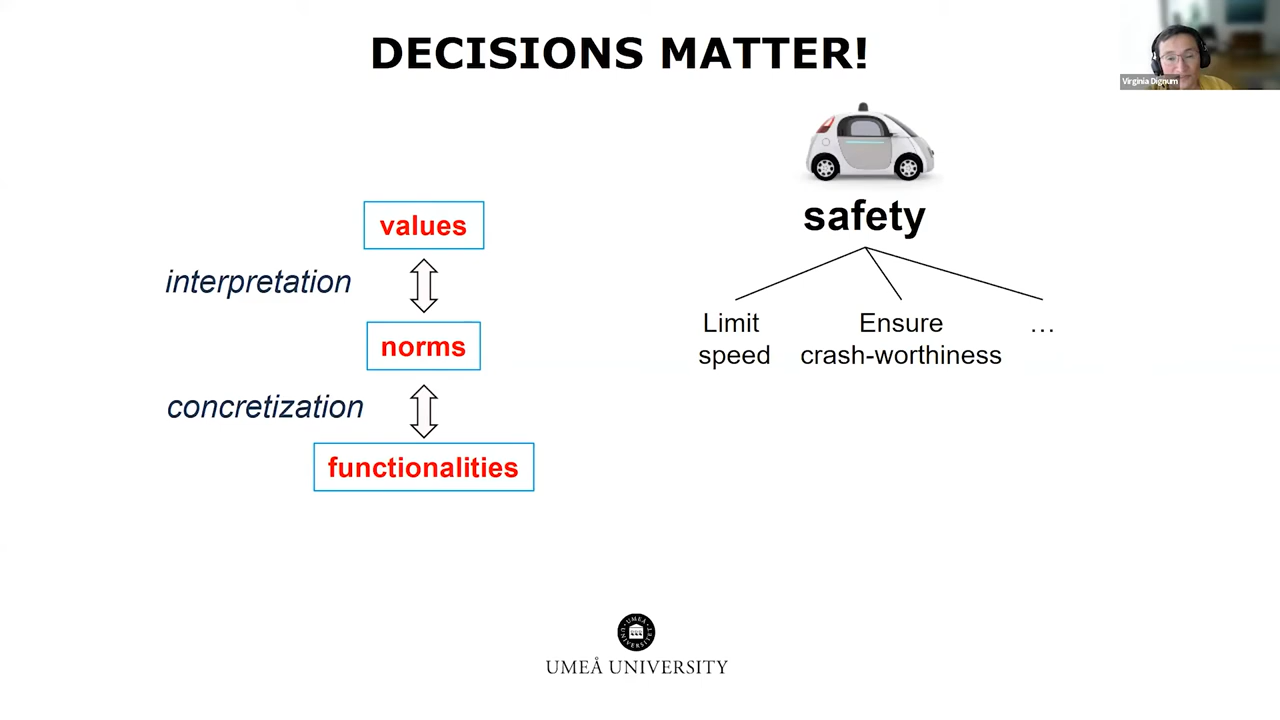 DECISIONS MATTER!
Virginia Dignum
values
interpretation
norms
concretization
functionalities
safety
Limit
speed
Ensure
crash-worthiness
…
UMEÅ UNIVERSITY